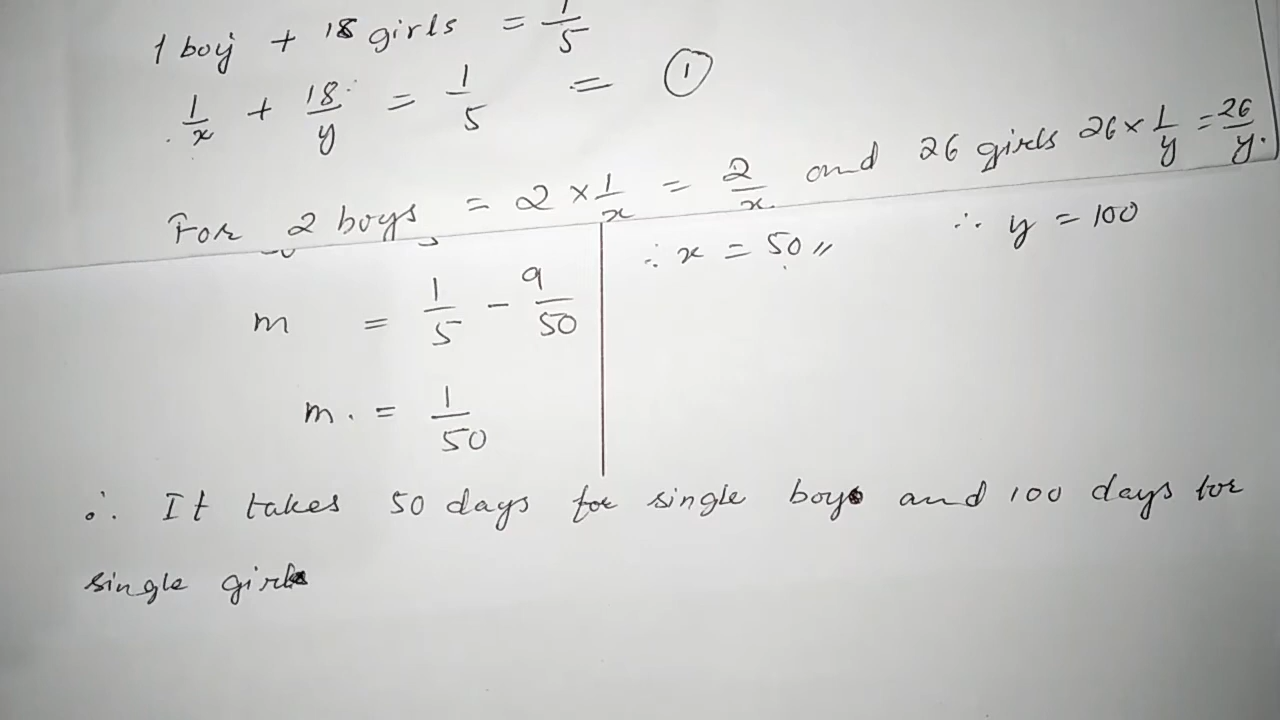 1 boy + 18 girls = 1/5
1/x + 18/y = 1/5 = ①
For 2 boys = 2 × 1/x = 2/x and 26 girls 26 × 1/y = 26/y.
∴ x = 50 // ∴ y = 100
m = 1/5 - 9/50
m. = 1/50
∴ It takes 50 days for single boy and 100 days for
single girl